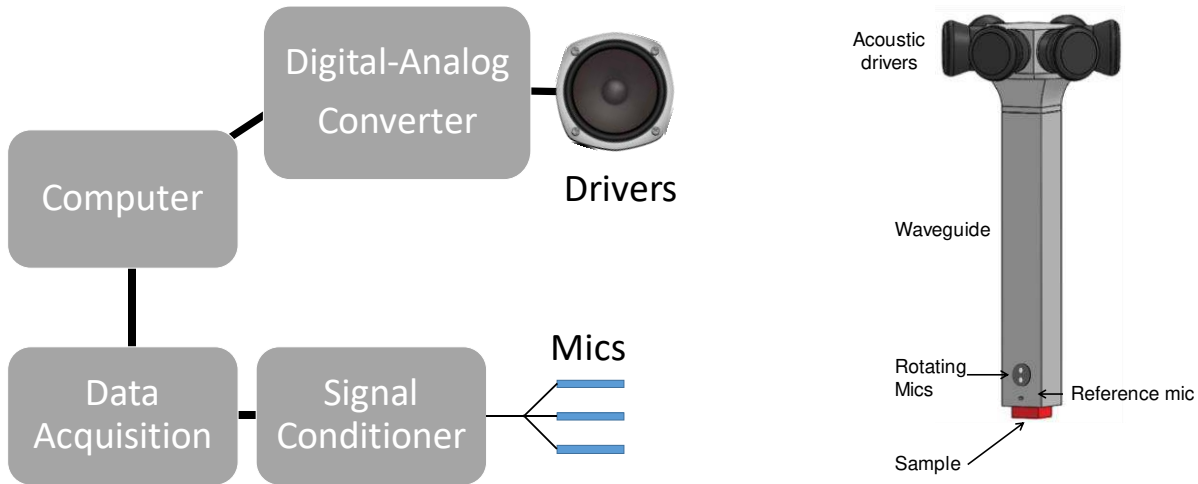 Digital-Analog
Converter
Drivers
Computer
Data
Acquisition
Signal
Conditioner
Mics
Acoustic
drivers
Waveguide
Rotating
Mics
Reference mic
Sample